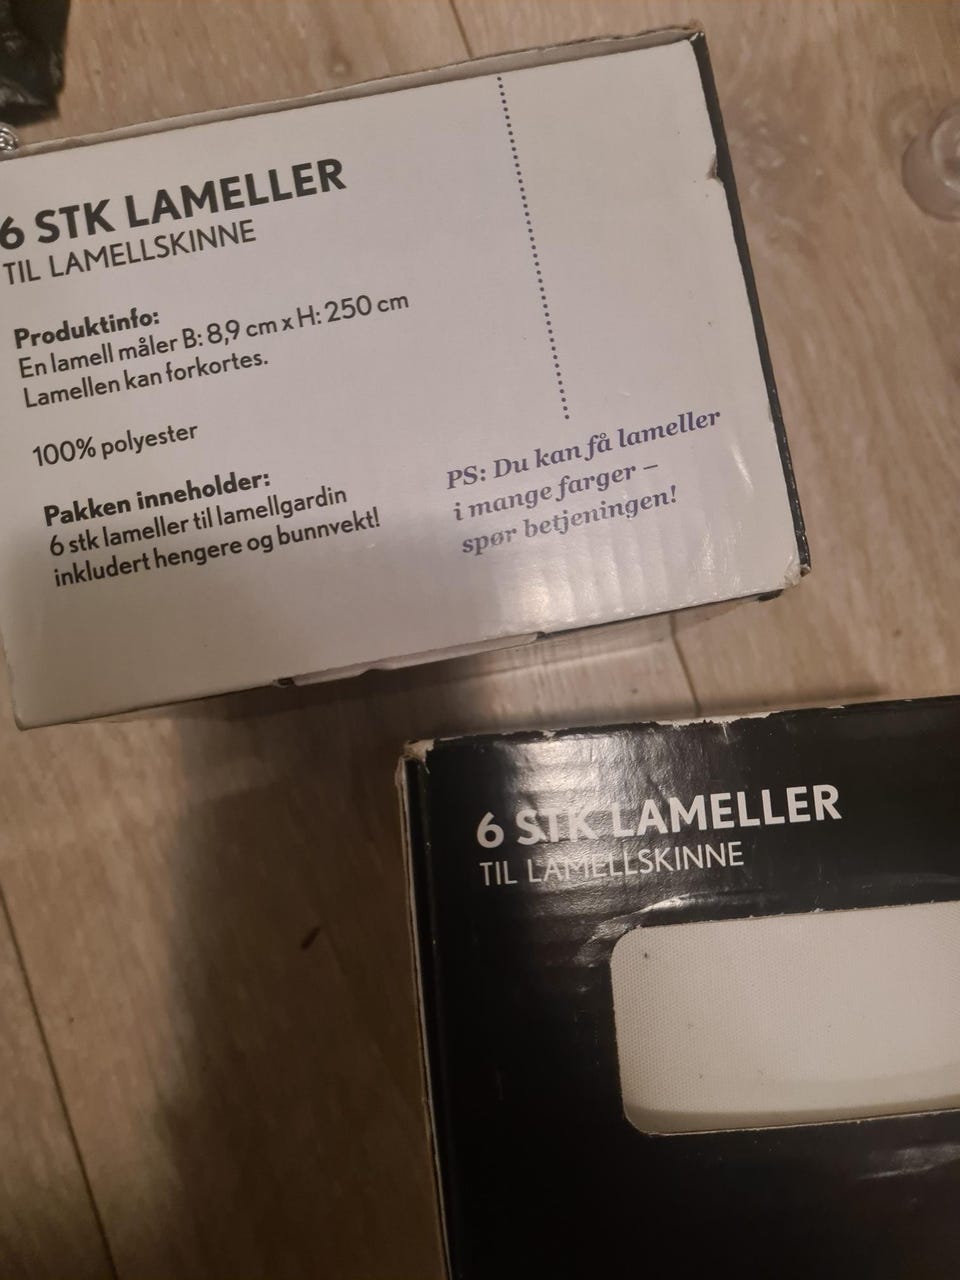 6 STK LAMELLER
TIL LAMELLSKINNE
Produktinfo:
En lamell måler B: 8,9 cm x H: 250 cm
Lamellen kan forkortes.
100% polyester
Pakken inneholder:
6 stk lameller til lamellgardin
inkludert hengere og bunnvekt!
PS: Du kan få lameller
i mange farger –
spør betjeningen!
6 STK LAMELLER
TIL LAMELLSKINNE